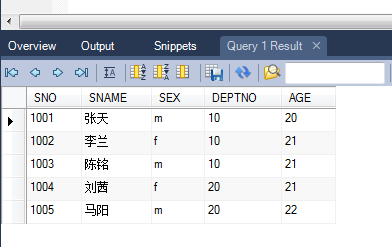 Overview Output Snippets Query 1 Result
SNO SNAME SEX DEPTNO AGE
1001 张天 m 10 20
1002 李兰 f 10 21
1003 陈铭 m 10 21
1004 刘茜 f 20 21
1005 马阳 m 20 22